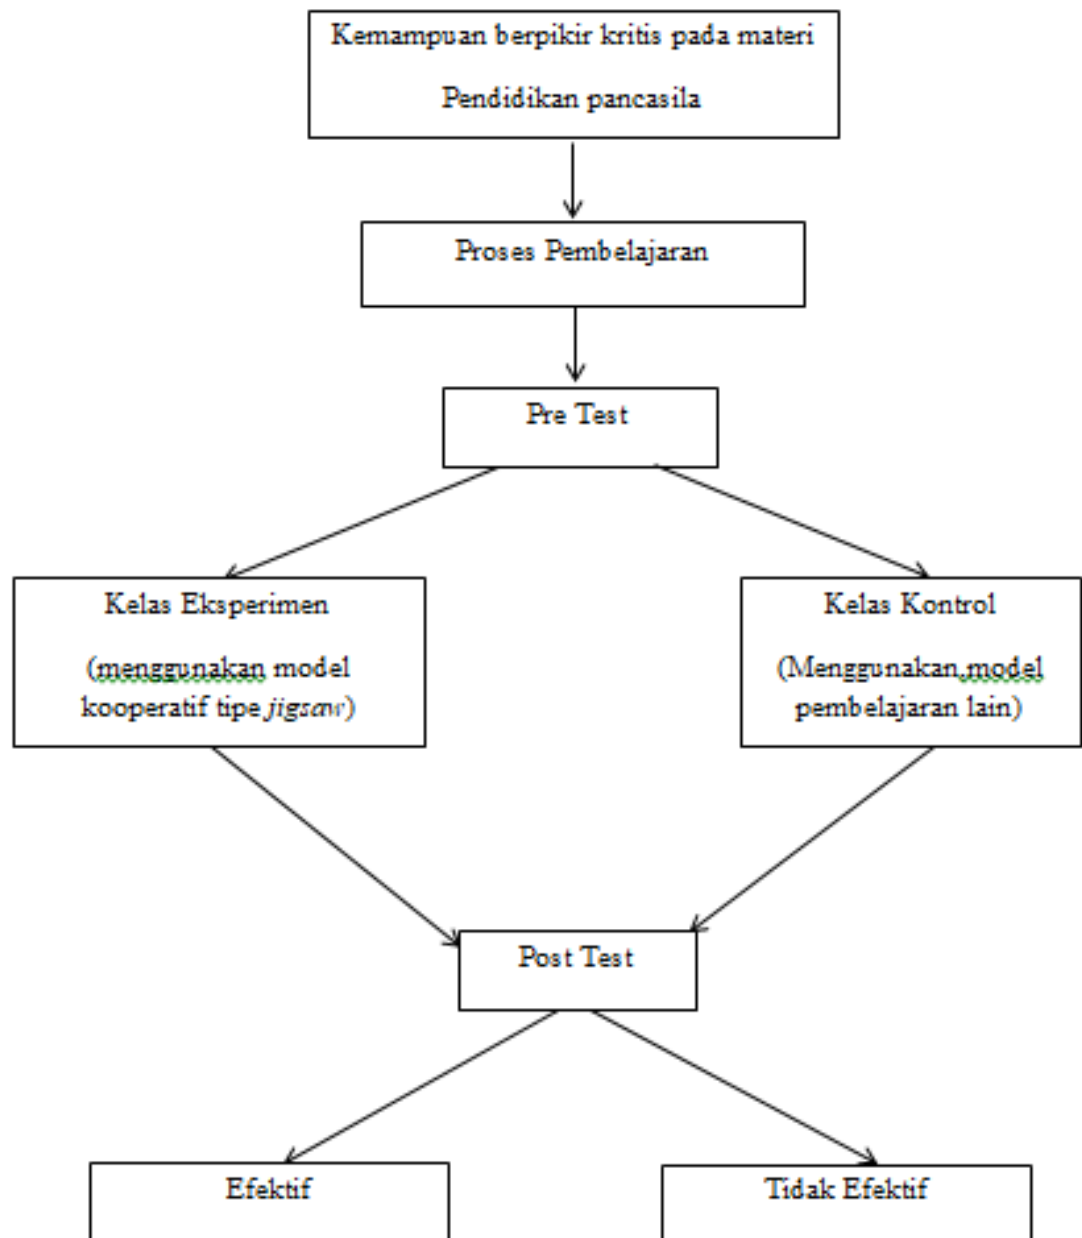 Kemampuan berpikir kritis pada materi
Pendidikan pancasila
Proses Pembelajaran
Pre Test
Kelas Eksperimen
(menggunakan model
kooperatif tipe jigsaw)
Kelas Kontrol
(Menggunakan model
pembelajaran lain)
Post Test
Efektif
Tidak Efektif